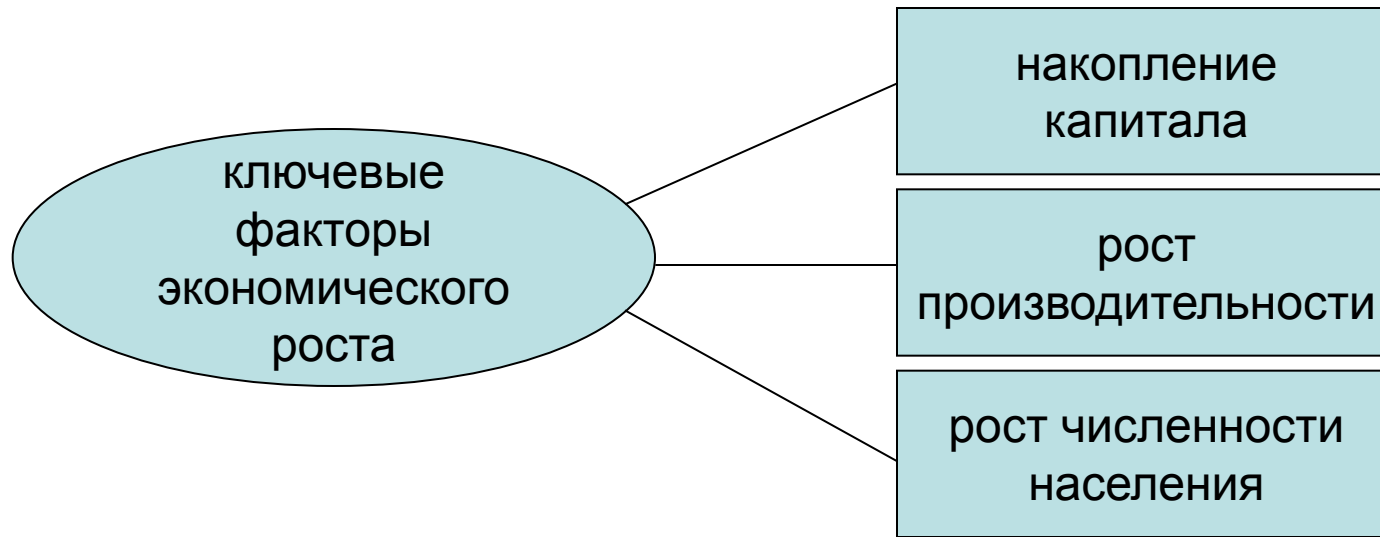 ключевые
факторы
экономического
роста
накопление
капитала
рост
производительности
рост численности
населения